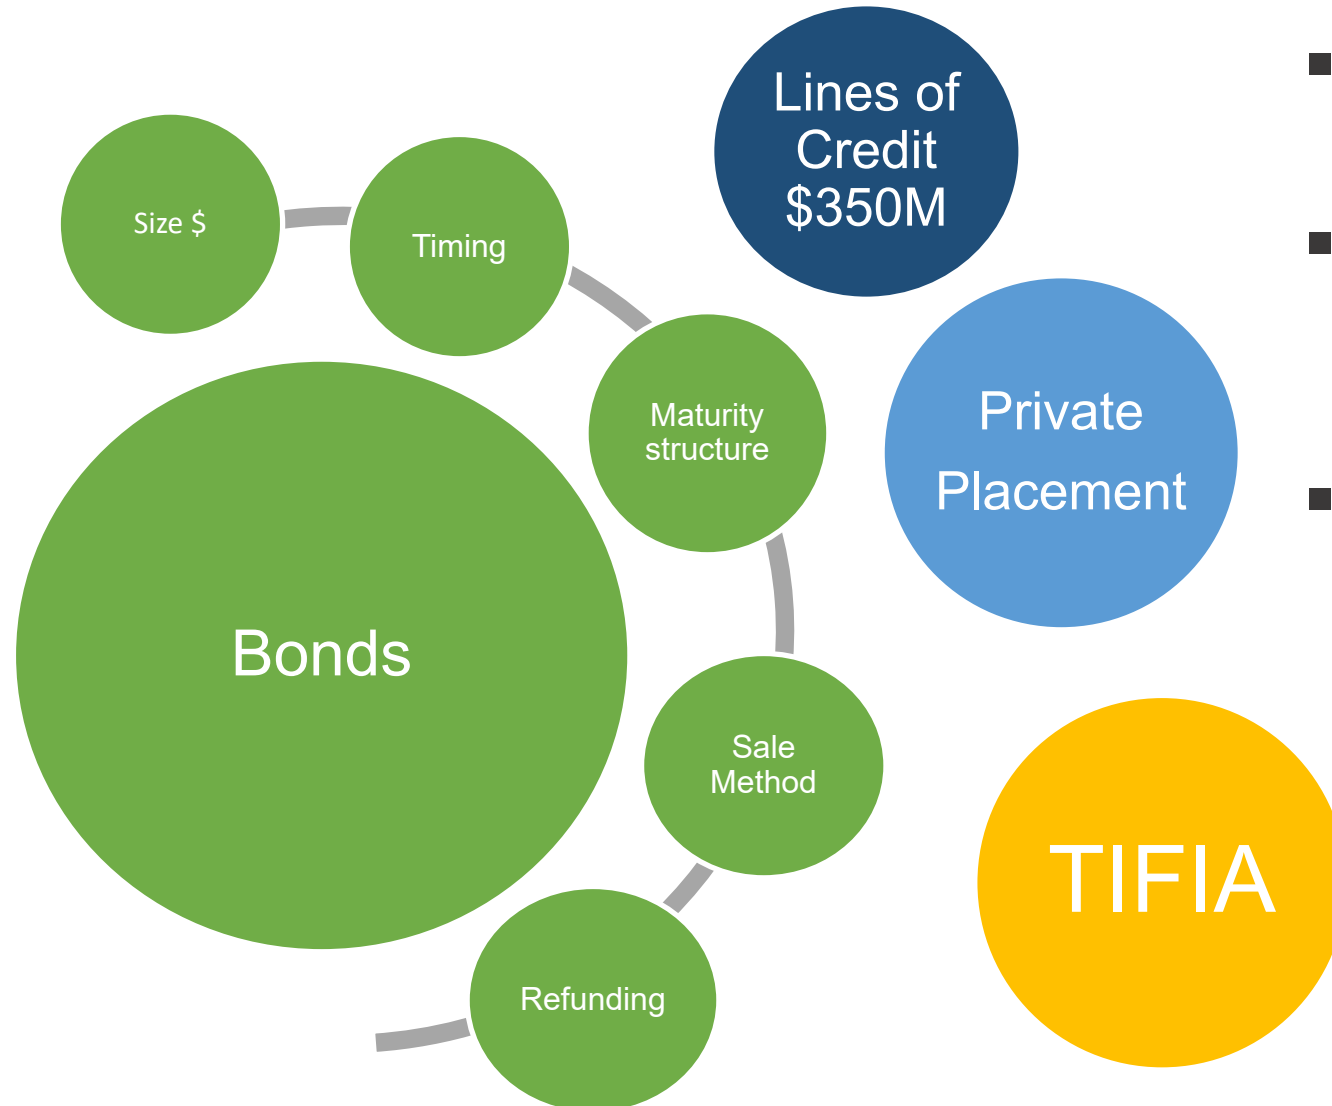 Lines of
Credit
$350M
Size $
Timing
Maturity
structure
Private
Placement
Bonds
Sale
Method
TIFIA
Refunding